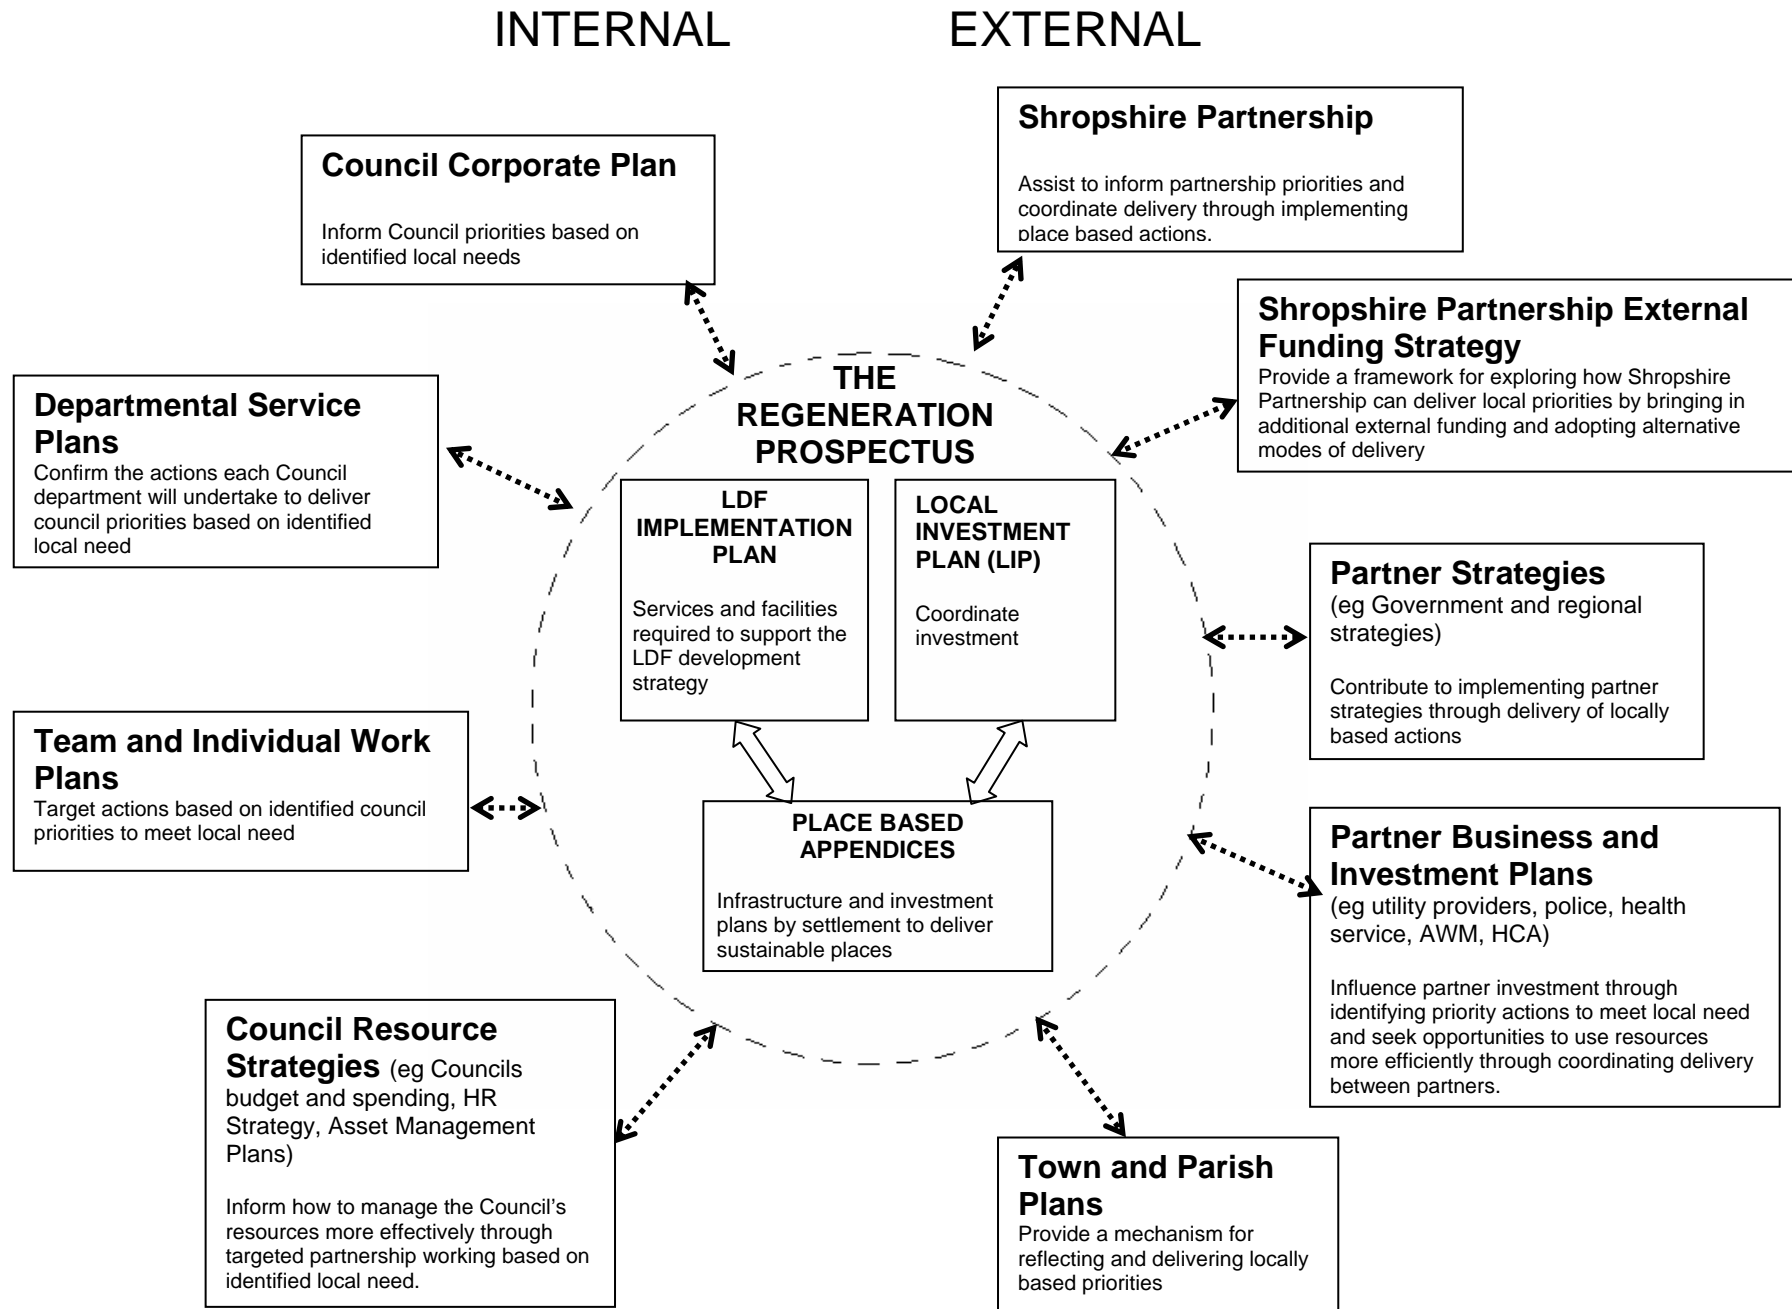 INTERNAL
EXTERNAL
Council Corporate Plan
Inform Council priorities based on
identified local needs
Shropshire Partnership
Assist to inform partnership priorities and
coordinate delivery through implementing
place based actions.
Shropshire Partnership External
Funding Strategy
Provide a framework for exploring how Shropshire
Partnership can deliver local priorities by bringing in
additional external funding and adopting alternative
modes of delivery
Departmental Service
Plans
Confirm the actions each Council
department will undertake to deliver
council priorities based on identified
local need
THE
REGENERATION
PROSPECTUS
LDF
IMPLEMENTATION
PLAN
Services and facilities
required to support the
LDF development
strategy
LOCAL
INVESTMENT
PLAN (LIP)
Coordinate
investment
Partner Strategies
(eg Government and regional
strategies)
Contribute to implementing partner
strategies through delivery of locally
based actions
Team and Individual Work
Plans
Target actions based on identified council
priorities to meet local need
PLACE BASED
APPENDICES
Infrastructure and investment
plans by settlement to deliver
sustainable places
Partner Business and
Investment Plans
(eg utility providers, police, health
service, AWM, HCA)
Influence partner investment through
identifying priority actions to meet local need
and seek opportunities to use resources
more efficiently through coordinating delivery
between partners.
Council Resource
Strategies (eg Councils
budget and spending, HR
Strategy, Asset Management
Plans)
Inform how to manage the Council’s
resources more effectively through
targeted partnership working based on
identified local need.
Town and Parish
Plans
Provide a mechanism for
reflecting and delivering locally
based priorities